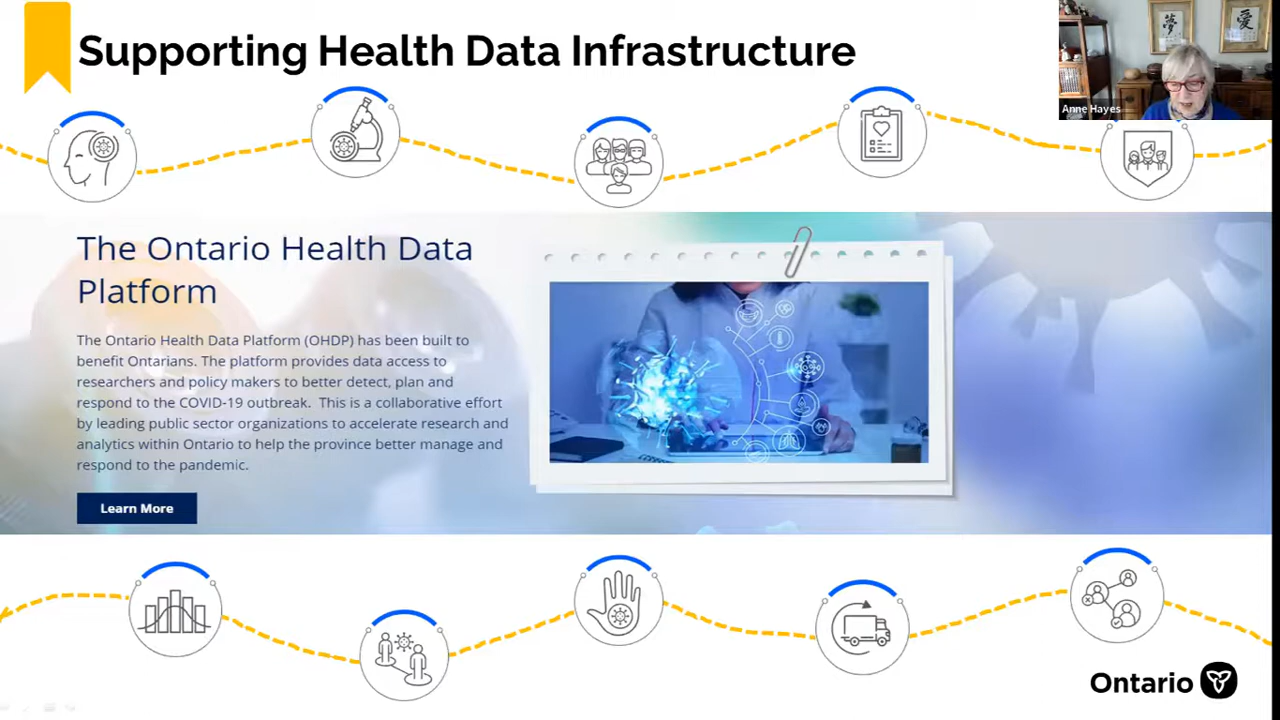 Supporting Health Data Infrastructure
夢
愛
Anne Hayes
The Ontario Health Data
Platform
The Ontario Health Data Platform (OHDP) has been built to
benefit Ontarians. The platform provides data access to
researchers and policy makers to better detect, plan and
respond to the COVID-19 outbreak. This is a collaborative effort
by leading public sector organizations to accelerate research and
analytics within Ontario to help the province better manage and
respond to the pandemic.
Learn More
Ontario